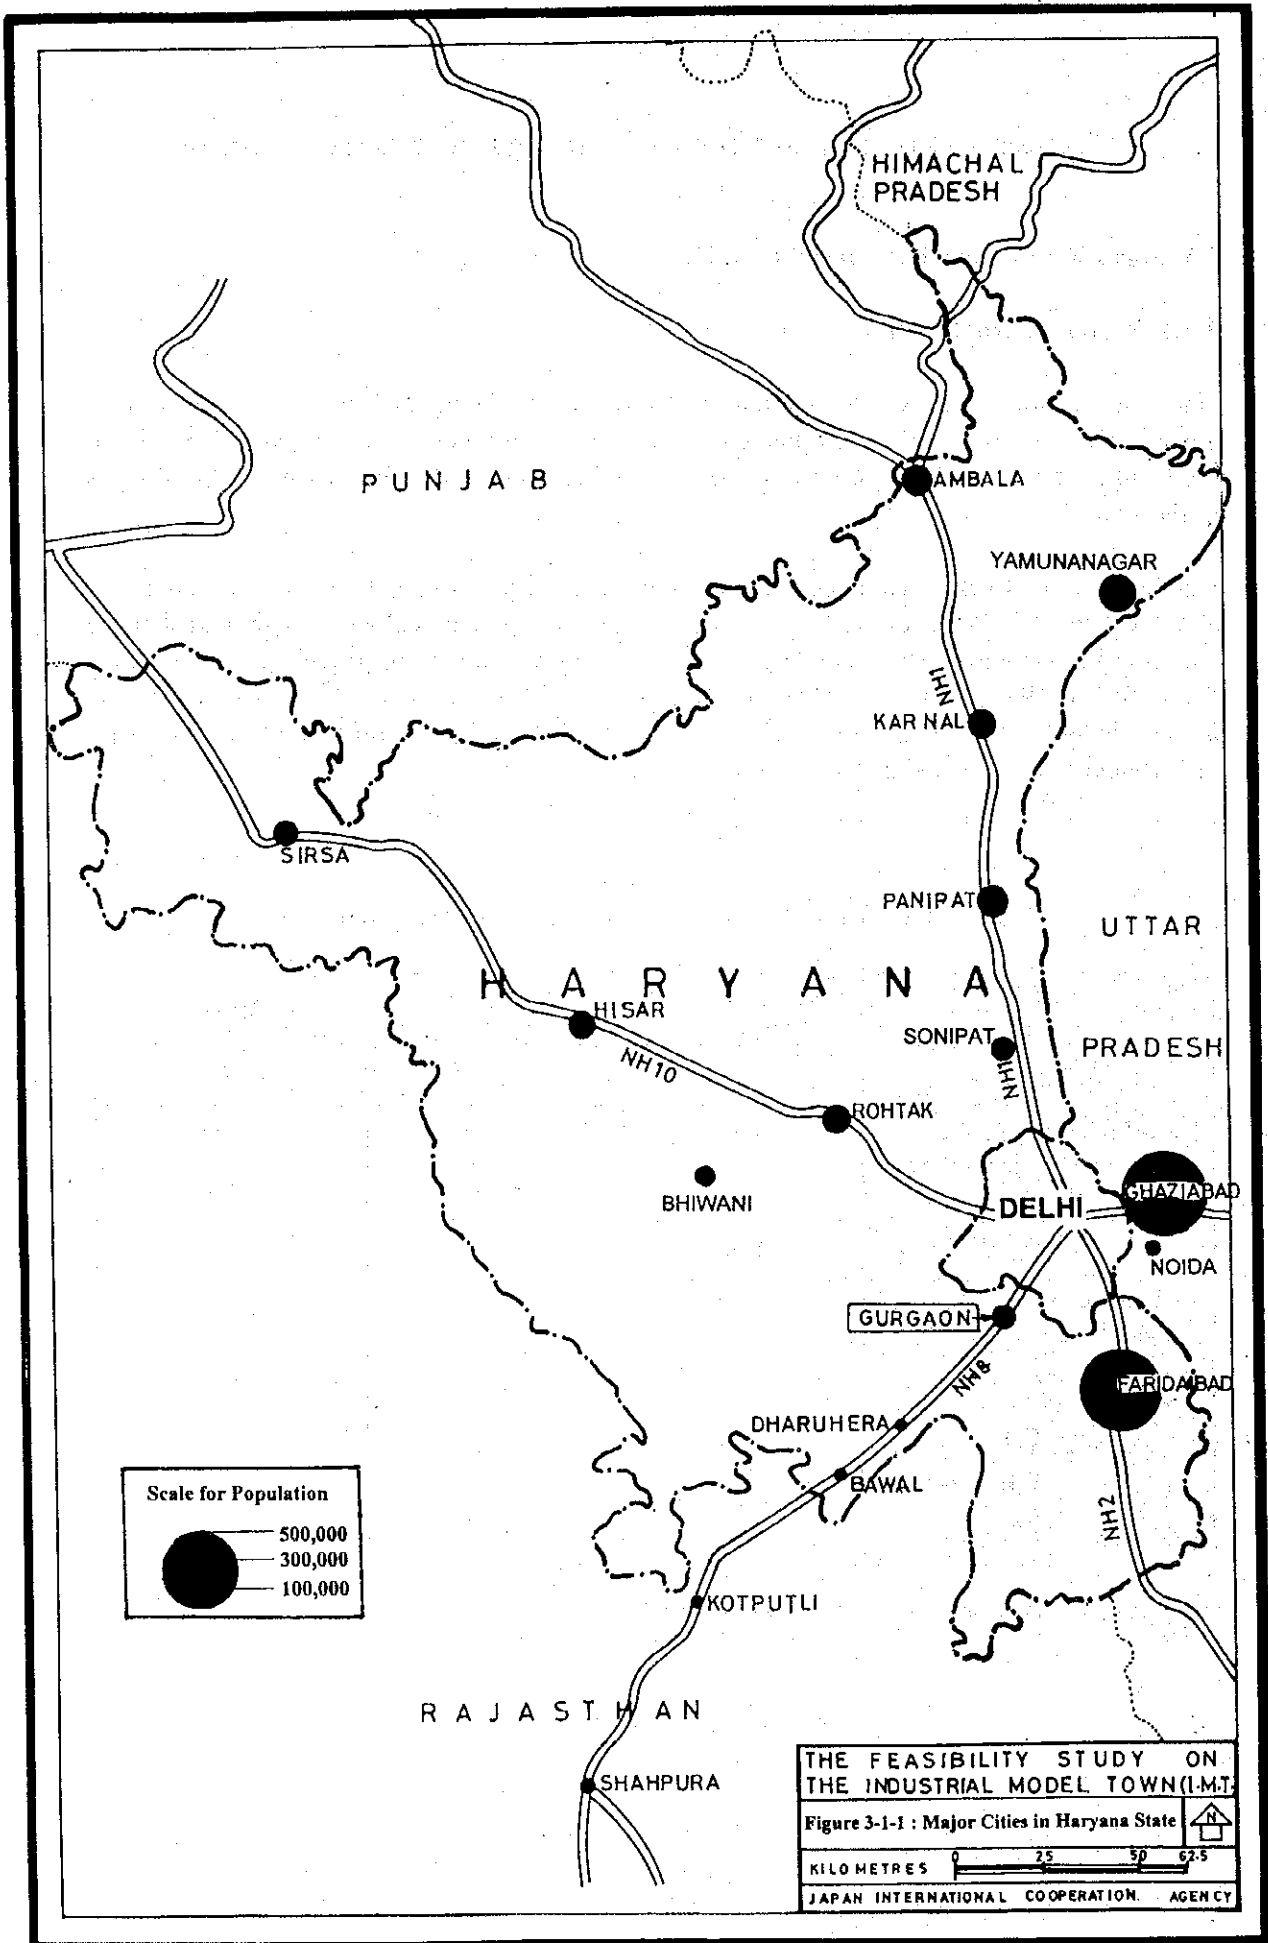 HIMACHAL
PRADESH
PUNJAB
AMBALA
YAMUNANAGAR
NH1
KARNAL
SIRSA
PANIPAT
UTTAR
HARYANA
HISAR
SONIPAT
PRADESH
NH10
NH1
ROHTAK
BHIWANI
DELHI
GHAZIABAD
NOIDA
GURGAON
NH8
FARIDABAD
DHARUHERA
BAWAL
Scale for Population
500,000
300,000
100,000
NH2
KOTPUTLI
RAJASTHAN
SHAHPURA
THE FEASIBILITY STUDY ON
THE INDUSTRIAL MODEL TOWN (I.M.T.
Figure 3-1-1 : Major Cities in Haryana State
N
KILOMETRES 0 25 50 62.5
JAPAN INTERNATIONAL COOPERATION. AGENCY